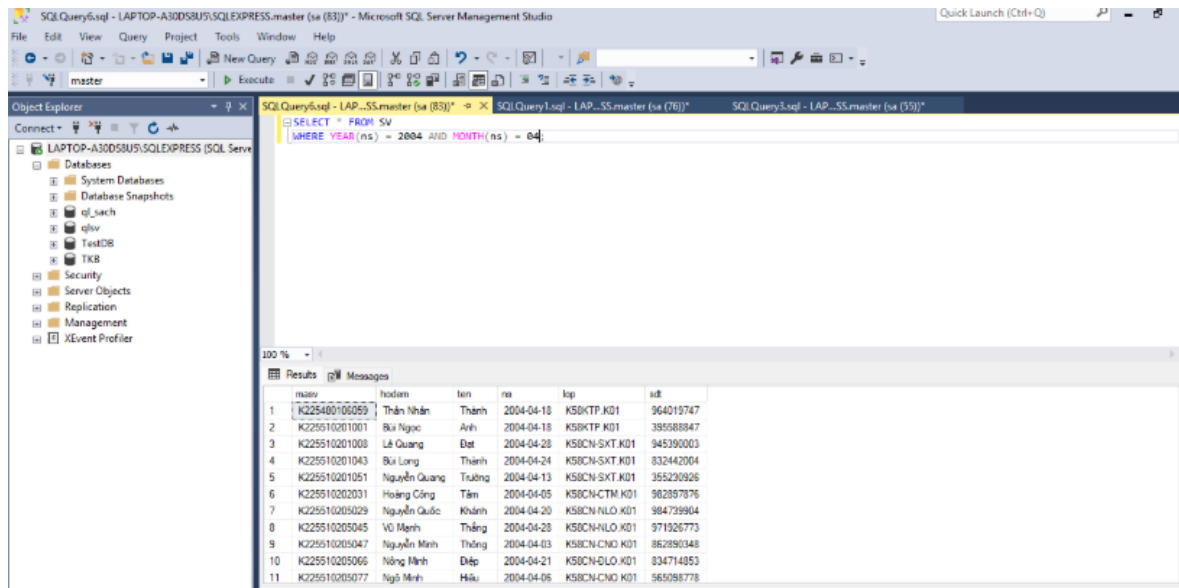 SQLQuery6.sql - LAPTOP-A30DS8U5\SQLEXPRESS.master (sa (83))* - Microsoft SQL Server Management Studio
Quick Launch (Ctrl+Q)
File Edit View Query Project Tools Window Help
New Query
master Execute
Object Explorer
SQLQuery6.sql - LAP...SS.master (sa (83))* SQLQuery1.sql - LAP...SS.master (sa (76))* SQLQuery3.sql - LAP...SS.master (sa (55))*
Connect
LAPTOP-A30DS8U5\SQLEXPRESS (SQL Serve
Databases
System Databases
Database Snapshots
ql_sach
qlsv
TestDB
TKB
Security
Server Objects
Replication
Management
XEvent Profiler
SELECT * FROM SV
WHERE YEAR(ns) = 2004 AND MONTH(ns) = 04;
100 %
Results Messages
masv hodem ten ns lop sdt
1 K225480106059 Thân Nhân Thành 2004-04-18 K58KTP.K01 964019747
2 K225510201001 Bùi Ngọc Anh 2004-04-18 K58KTP.K01 395588847
3 K225510201008 Lê Quang Đạt 2004-04-28 K58CN-SXT.K01 945390003
4 K225510201043 Bùi Long Thành 2004-04-24 K58CN-SXT.K01 832442004
5 K225510201051 Nguyễn Quang Trường 2004-04-13 K58CN-SXT.K01 355230926
6 K225510202031 Hoàng Công Tâm 2004-04-05 K58CN-CTM.K01 982897876
7 K225510205029 Nguyễn Quốc Khánh 2004-04-20 K58CN-NLO.K01 984739904
8 K225510205045 Vũ Mạnh Thắng 2004-04-28 K58CN-NLO.K01 971926773
9 K225510205047 Nguyễn Minh Thông 2004-04-03 K58CN-CNO.K01 862890348
10 K225510205066 Nông Minh Điệp 2004-04-21 K58CN-DLO.K01 834714853
11 K225510205077 Ngô Minh Hiếu 2004-04-06 K58CN-CNO.K01 565098778